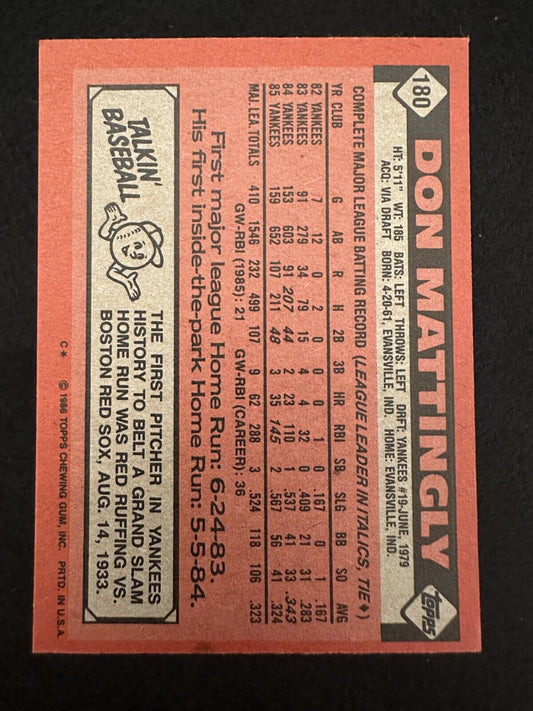 180
DON MATTINGLY
topps
HT: 5'11" WT: 185 BATS: LEFT THROWS: LEFT DRFT: YANKEES #19-JUNE, 1979
ACQ: VIA DRAFT BORN: 4-20-61, EVANSVILLE, IND. HOME: EVANSVILLE, IND.
COMPLETE MAJOR LEAGUE BATTING RECORD (LEAGUE LEADER IN ITALICS, TIE♦)
YR CLUB G AB R H 2B 3B HR RBI SB SLG BB SO AVG
82 YANKEES 7 12 0 2 0 0 0 1 0 .167 0 1 .167
83 YANKEES 91 279 34 79 15 4 4 32 0 .409 21 31 .283
84 YANKEES 153 603 91 207 44 2 23 110 1 .537 41 33 .343
85 YANKEES 159 652 107 211 48 3 35 145 2 .567 56 41 .324
MAJ. LEA. TOTALS 410 1546 232 499 107 9 62 288 3 .524 118 106 .323
GW-RBI (1985): 21 GW-RBI (CAREER): 36
First major league Home Run: 6-24-83.
His first inside-the-park Home Run: 5-5-84.
TALKIN' BASEBALL
THE FIRST PITCHER IN YANKEES
HISTORY TO BELT A GRAND SLAM
HOME RUN WAS RED RUFFING VS.
BOSTON RED SOX, AUG. 14, 1933.
C* © 1986 TOPPS CHEWING GUM, INC. PRTD. IN U.S.A.